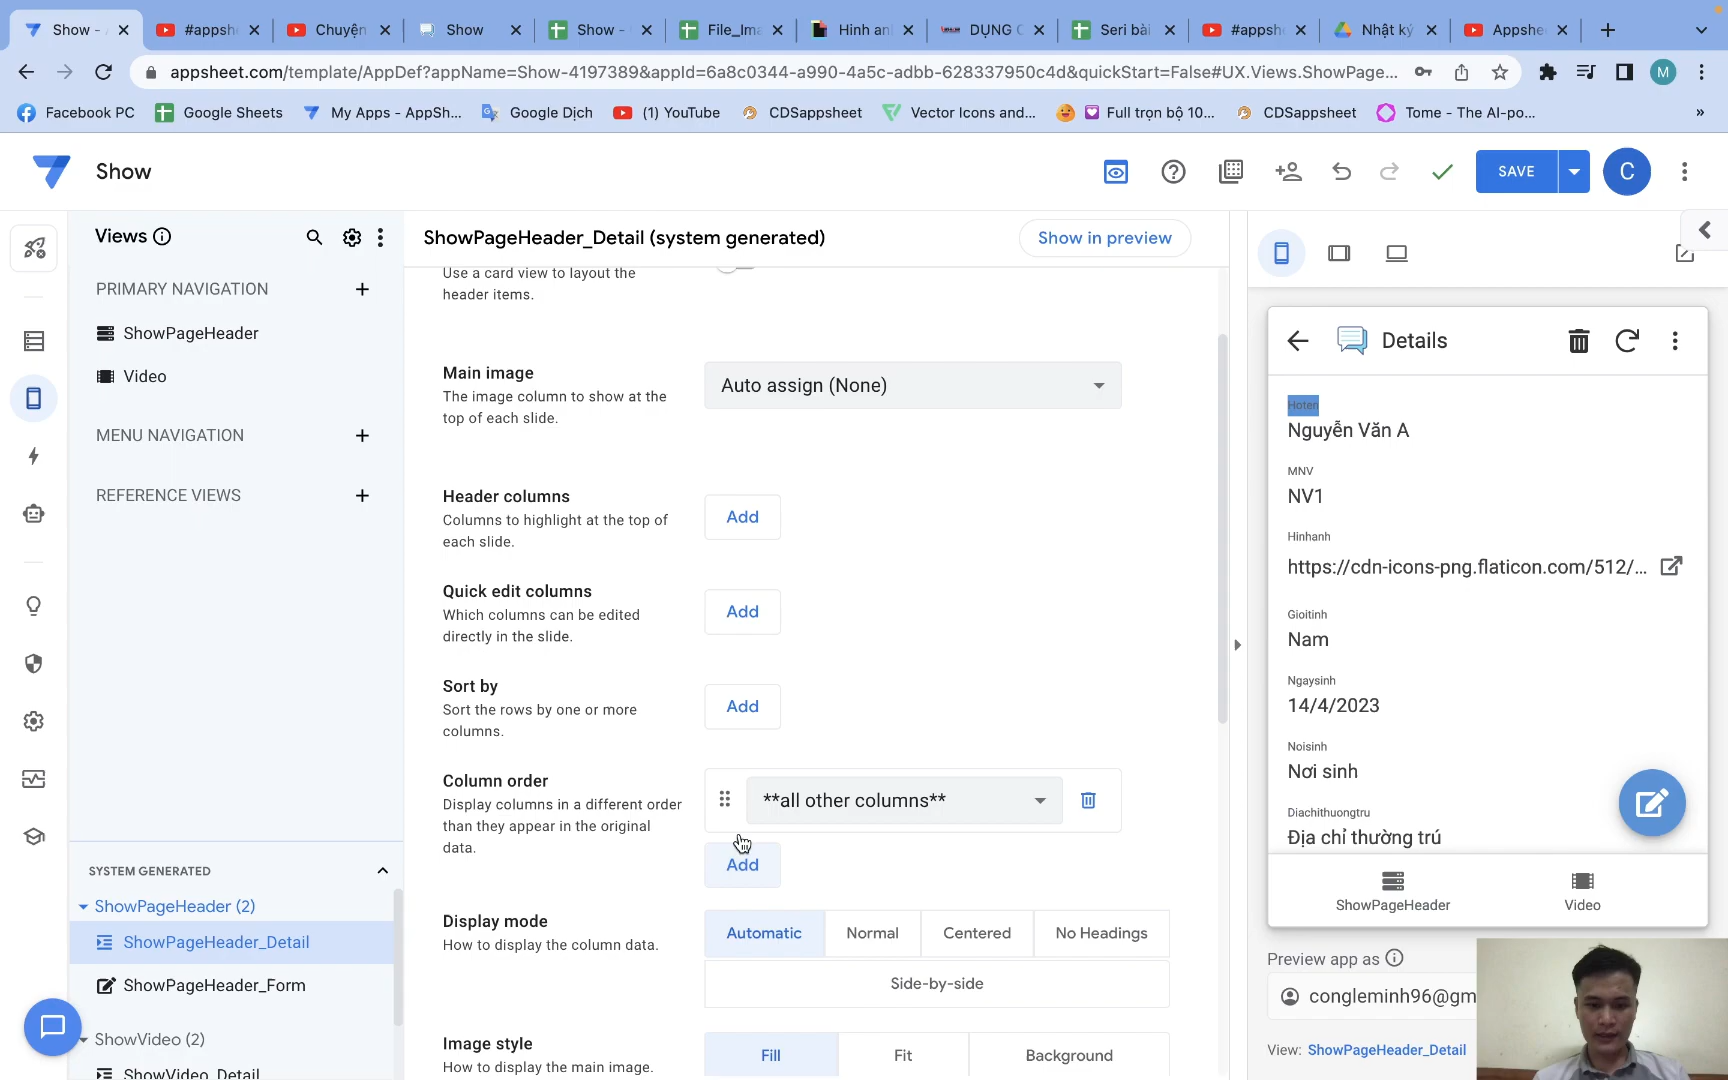 Show - A
#appshe
Chuyện
Show
Show -
File_Ima
Hinh anh
DỤNG C
Seri bài
#appshe
Nhật ký
Appshe
appsheet.com/template/AppDef?appName=Show-4197389&appId=6a8c0344-a990-4a5c-adbb-628337950c4d&quickStart=False#UX.Views.ShowPage...
M
Facebook PC
Google Sheets
My Apps - AppSh...
Google Dịch
(1) YouTube
CDSappsheet
Vector Icons and...
Full trọn bộ 10...
CDSappsheet
Tome - The AI-po...
»
Show
SAVE
C
Views
PRIMARY NAVIGATION
ShowPageHeader
Video
MENU NAVIGATION
REFERENCE VIEWS
SYSTEM GENERATED
ShowPageHeader (2)
ShowPageHeader_Detail
ShowPageHeader_Form
ShowVideo (2)
ShowVideo_Detail
ShowPageHeader_Detail (system generated)
Show in preview
Use a card view to layout the
header items.
Main image
The image column to show at the
top of each slide.
Auto assign (None)
Header columns
Columns to highlight at the top of
each slide.
Add
Quick edit columns
Which columns can be edited
directly in the slide.
Add
Sort by
Sort the rows by one or more
columns.
Add
Column order
Display columns in a different order
than they appear in the original
data.
**all other columns**
Add
Display mode
How to display the column data.
Automatic
Normal
Centered
No Headings
Side-by-side
Image style
How to display the main image.
Fill
Fit
Background
Details
Hoten
Nguyễn Văn A
MNV
NV1
Hinhanh
https://cdn-icons-png.flaticon.com/512/...
Gioitinh
Nam
Ngaysinh
14/4/2023
Noisinh
Nơi sinh
Diachithuongtru
Địa chỉ thường trú
ShowPageHeader
Video
Preview app as
congleminh96@gm
View: ShowPageHeader_Detail